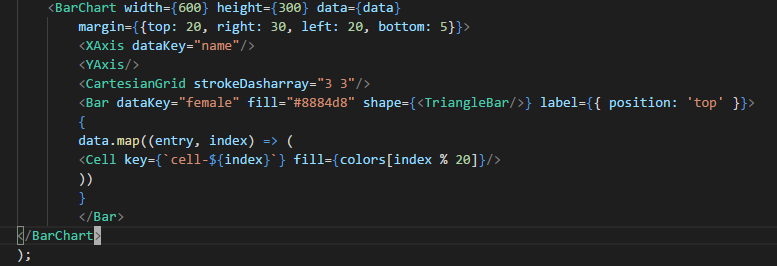 <BarChart width={600} height={300} data={data}
margin={{top: 20, right: 30, left: 20, bottom: 5}}>
<XAxis dataKey="name"/>
<YAxis/>
<CartesianGrid strokeDasharray="3 3"/>
<Bar dataKey="female" fill="#8884d8" shape={<TriangleBar/>} label={{ position: 'top' }}>
{
data.map((entry, index) => (
<Cell key={`cell-${index}`} fill={colors[index % 20]}/>
))
}
</Bar>
</BarChart>
);